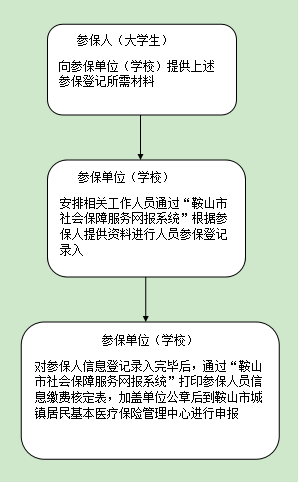 参保人（大学生）
向参保单位（学校）提供上述
参保登记所需材料
参保单位（学校）
安排相关工作人员通过“鞍山市
社会保障服务网报系统”根据参
保人提供资料进行人员参保登记
录入
参保单位（学校）
对参保人信息登记录入完毕后，通过“鞍山
市社会保障服务网报系统”打印参保人员信
息缴费核定表，加盖单位公章后到鞍山市城
镇居民基本医疗保险管理中心进行申报